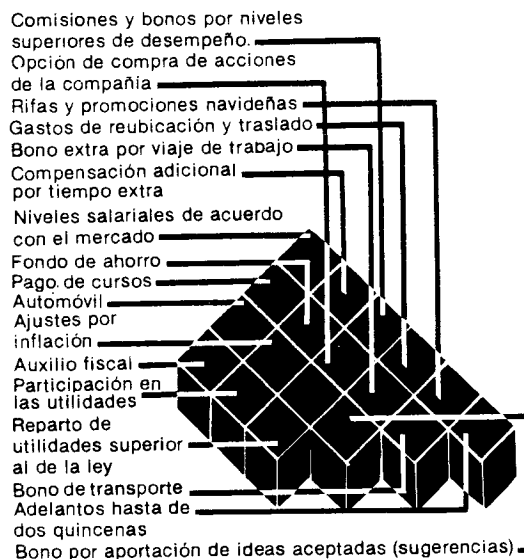 Comisiones y bonos por niveles
superiores de desempeño.
Opción de compra de acciones
de la compañia
Rifas y promociones navideñas
Gastos de reubicación y traslado
Bono extra por viaje de trabajo
Compensación adicional
por tiempo extra
Niveles salariales de acuerdo
con el mercado
Fondo de ahorro
Pago de cursos
Automóvil
Ajustes por
inflación
Auxilio fiscal
Participación en
las utilidades
Reparto de
utilidades superior
al de la ley
Bono de transporte
Adelantos hasta de
dos quincenas
Bono por aportación de ideas aceptadas (sugerencias)